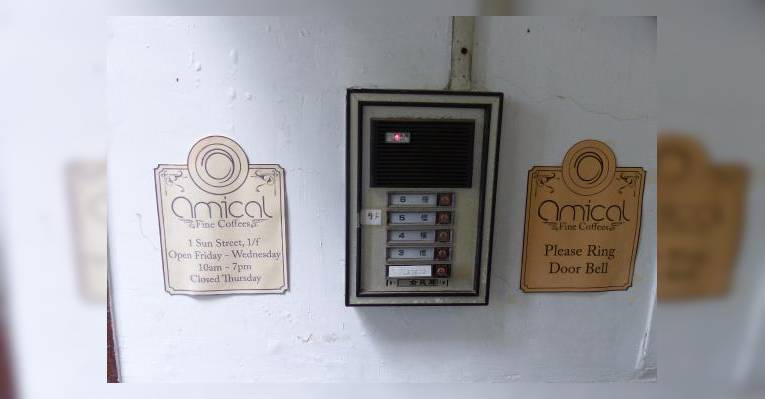 amical
Fine Coffees
1 Sun Street, 1/f
Open Friday - Wednesday
10am - 7pm
Closed Thursday
6 樓
5 樓
4 樓
3 樓
amical
Fine Coffees
Please Ring
Door Bell